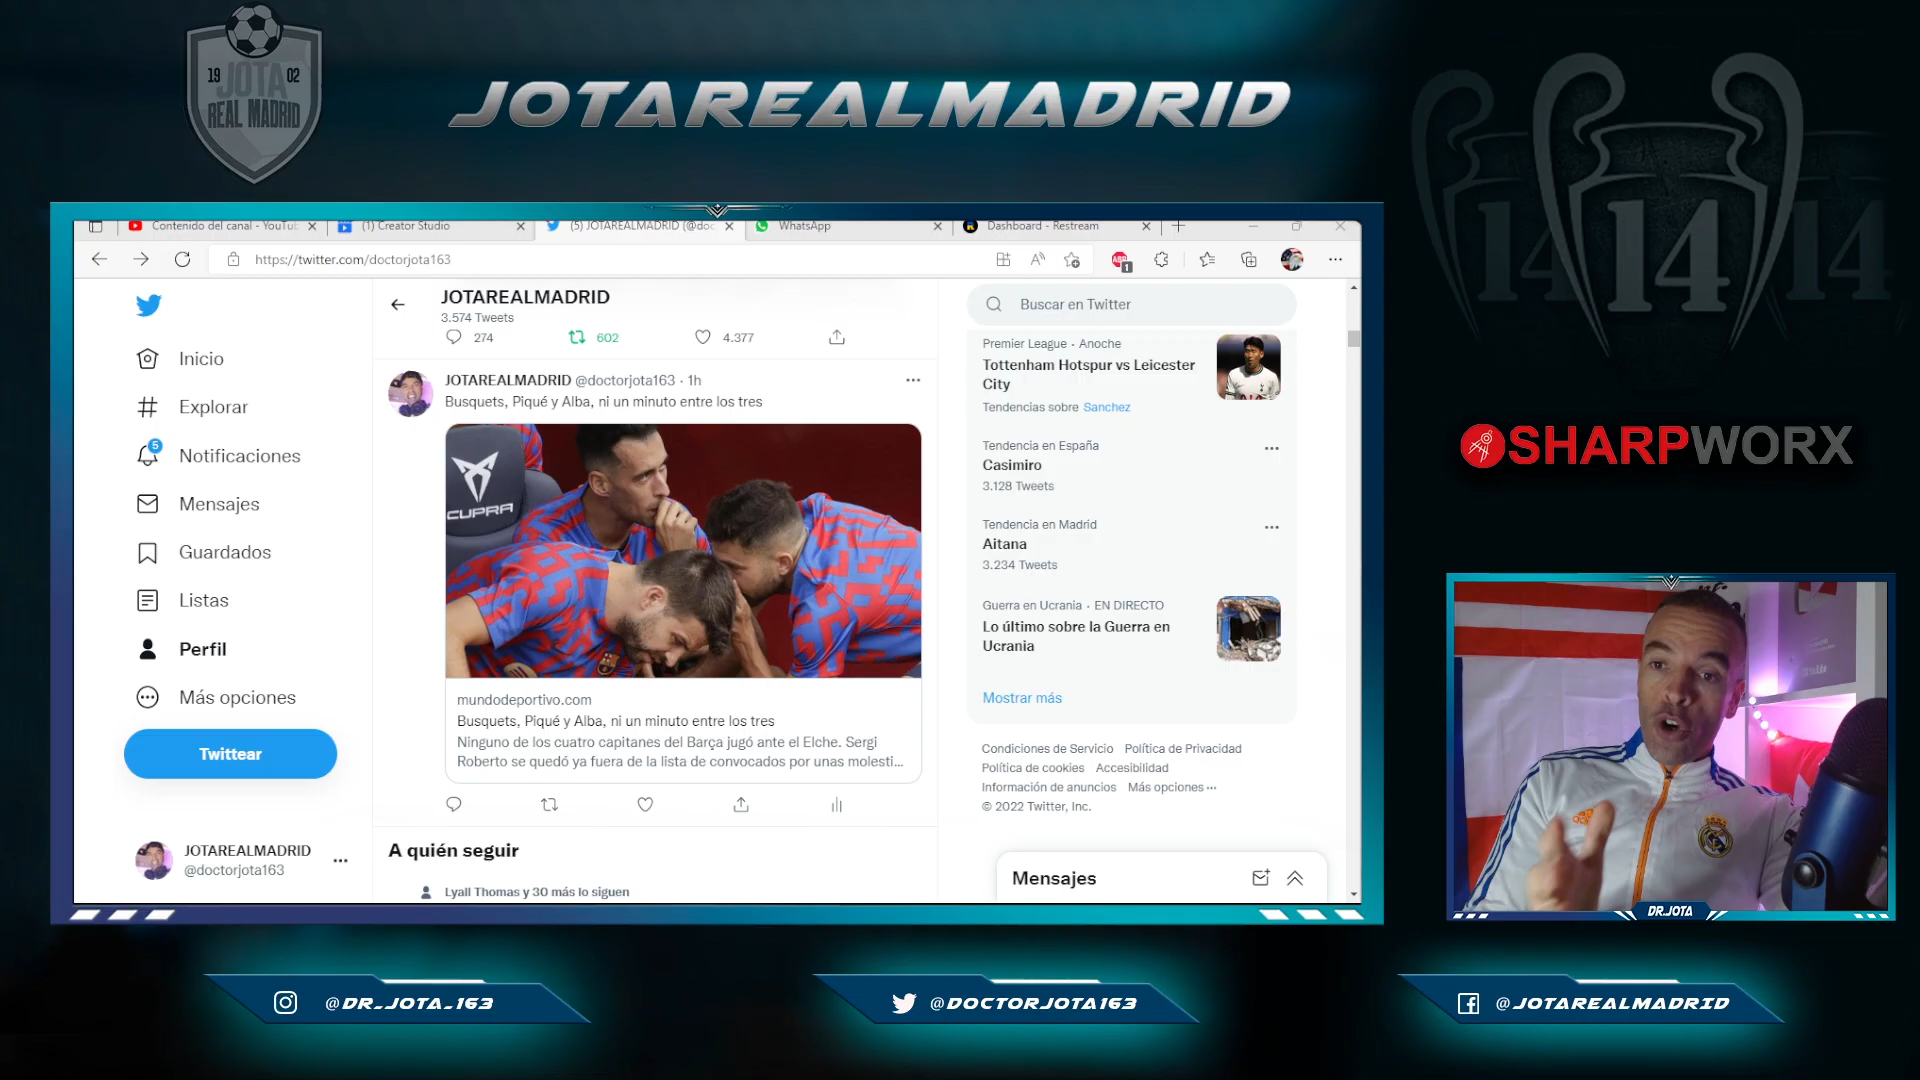 19 02
JOTA
REAL MADRID
JOTAREALMADRID
14
14
14
Contenido del canal - YouTub
(1) Creator Studio
(5) JOTAREALMADRID (@doc
WhatsApp
Dashboard - Restream
https://twitter.com/doctorjota163
ABP
1
JOTAREALMADRID
3.574 Tweets
274
602
4.377
Inicio
Explorar
5
Notificaciones
Mensajes
Guardados
Listas
Perfil
Más opciones
Twittear
JOTAREALMADRID
@doctorjota163
JOTAREALMADRID @doctorjota163 · 1h
Busquets, Piqué y Alba, ni un minuto entre los tres
CUPRA
mundodeportivo.com
Busquets, Piqué y Alba, ni un minuto entre los tres
Ninguno de los cuatro capitanes del Barça jugó ante el Elche. Sergi
Roberto se quedó ya fuera de la lista de convocados por unas molesti...
A quién seguir
Lyall Thomas y 30 más lo siguen
Buscar en Twitter
Premier League · Anoche
Tottenham Hotspur vs Leicester
City
Tendencias sobre Sanchez
Tendencia en España
Casimiro
3.128 Tweets
Tendencia en Madrid
Aitana
3.234 Tweets
Guerra en Ucrania · EN DIRECTO
Lo último sobre la Guerra en
Ucrania
Mostrar más
Condiciones de Servicio Política de Privacidad
Política de cookies Accesibilidad
Información de anuncios Más opciones ···
© 2022 Twitter, Inc.
Mensajes
SHARPWORX
DR.JOTA
@DR_JOTA_163
@DOCTORJOTA163
@JOTAREALMADRID